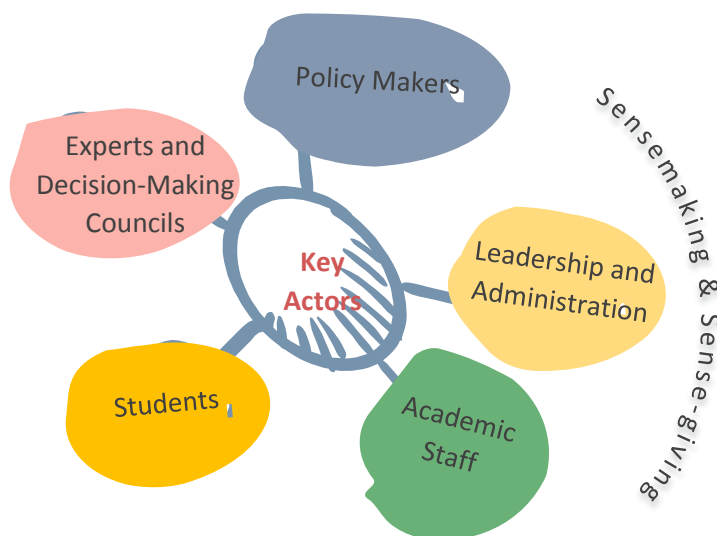 Policy Makers
Experts and
Decision-Making
Councils
Key
Actors
Leadership and
Administration
Students
Academic
Staff
Sensemaking & Sense-giving